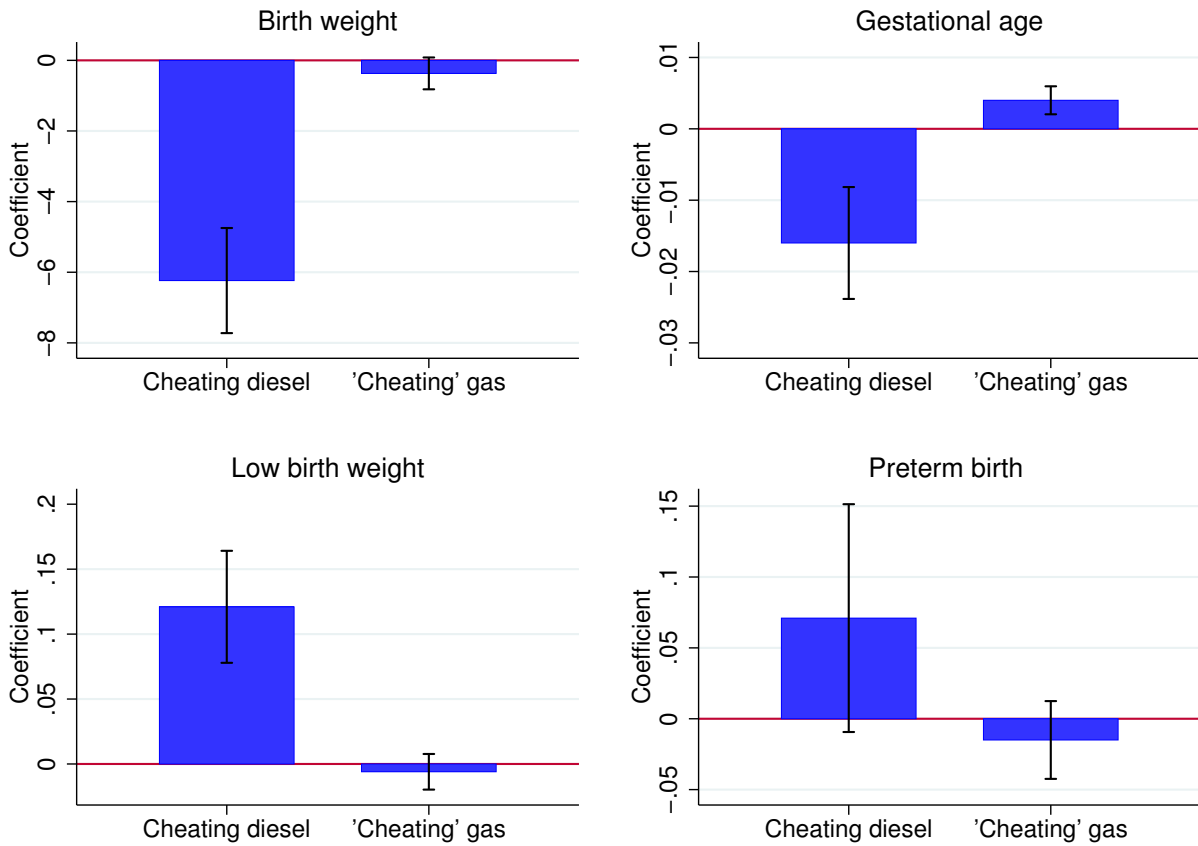 Birth weight
0
−2
−4
−6
−8
Coefficient
Cheating diesel
'Cheating' gas
Gestational age
.01
0
−.01
−.02
−.03
Coefficient
Cheating diesel
'Cheating' gas
Low birth weight
.2
.15
.1
.05
0
Coefficient
Cheating diesel
'Cheating' gas
Preterm birth
.15
.1
.05
0
−.05
Coefficient
Cheating diesel
'Cheating' gas